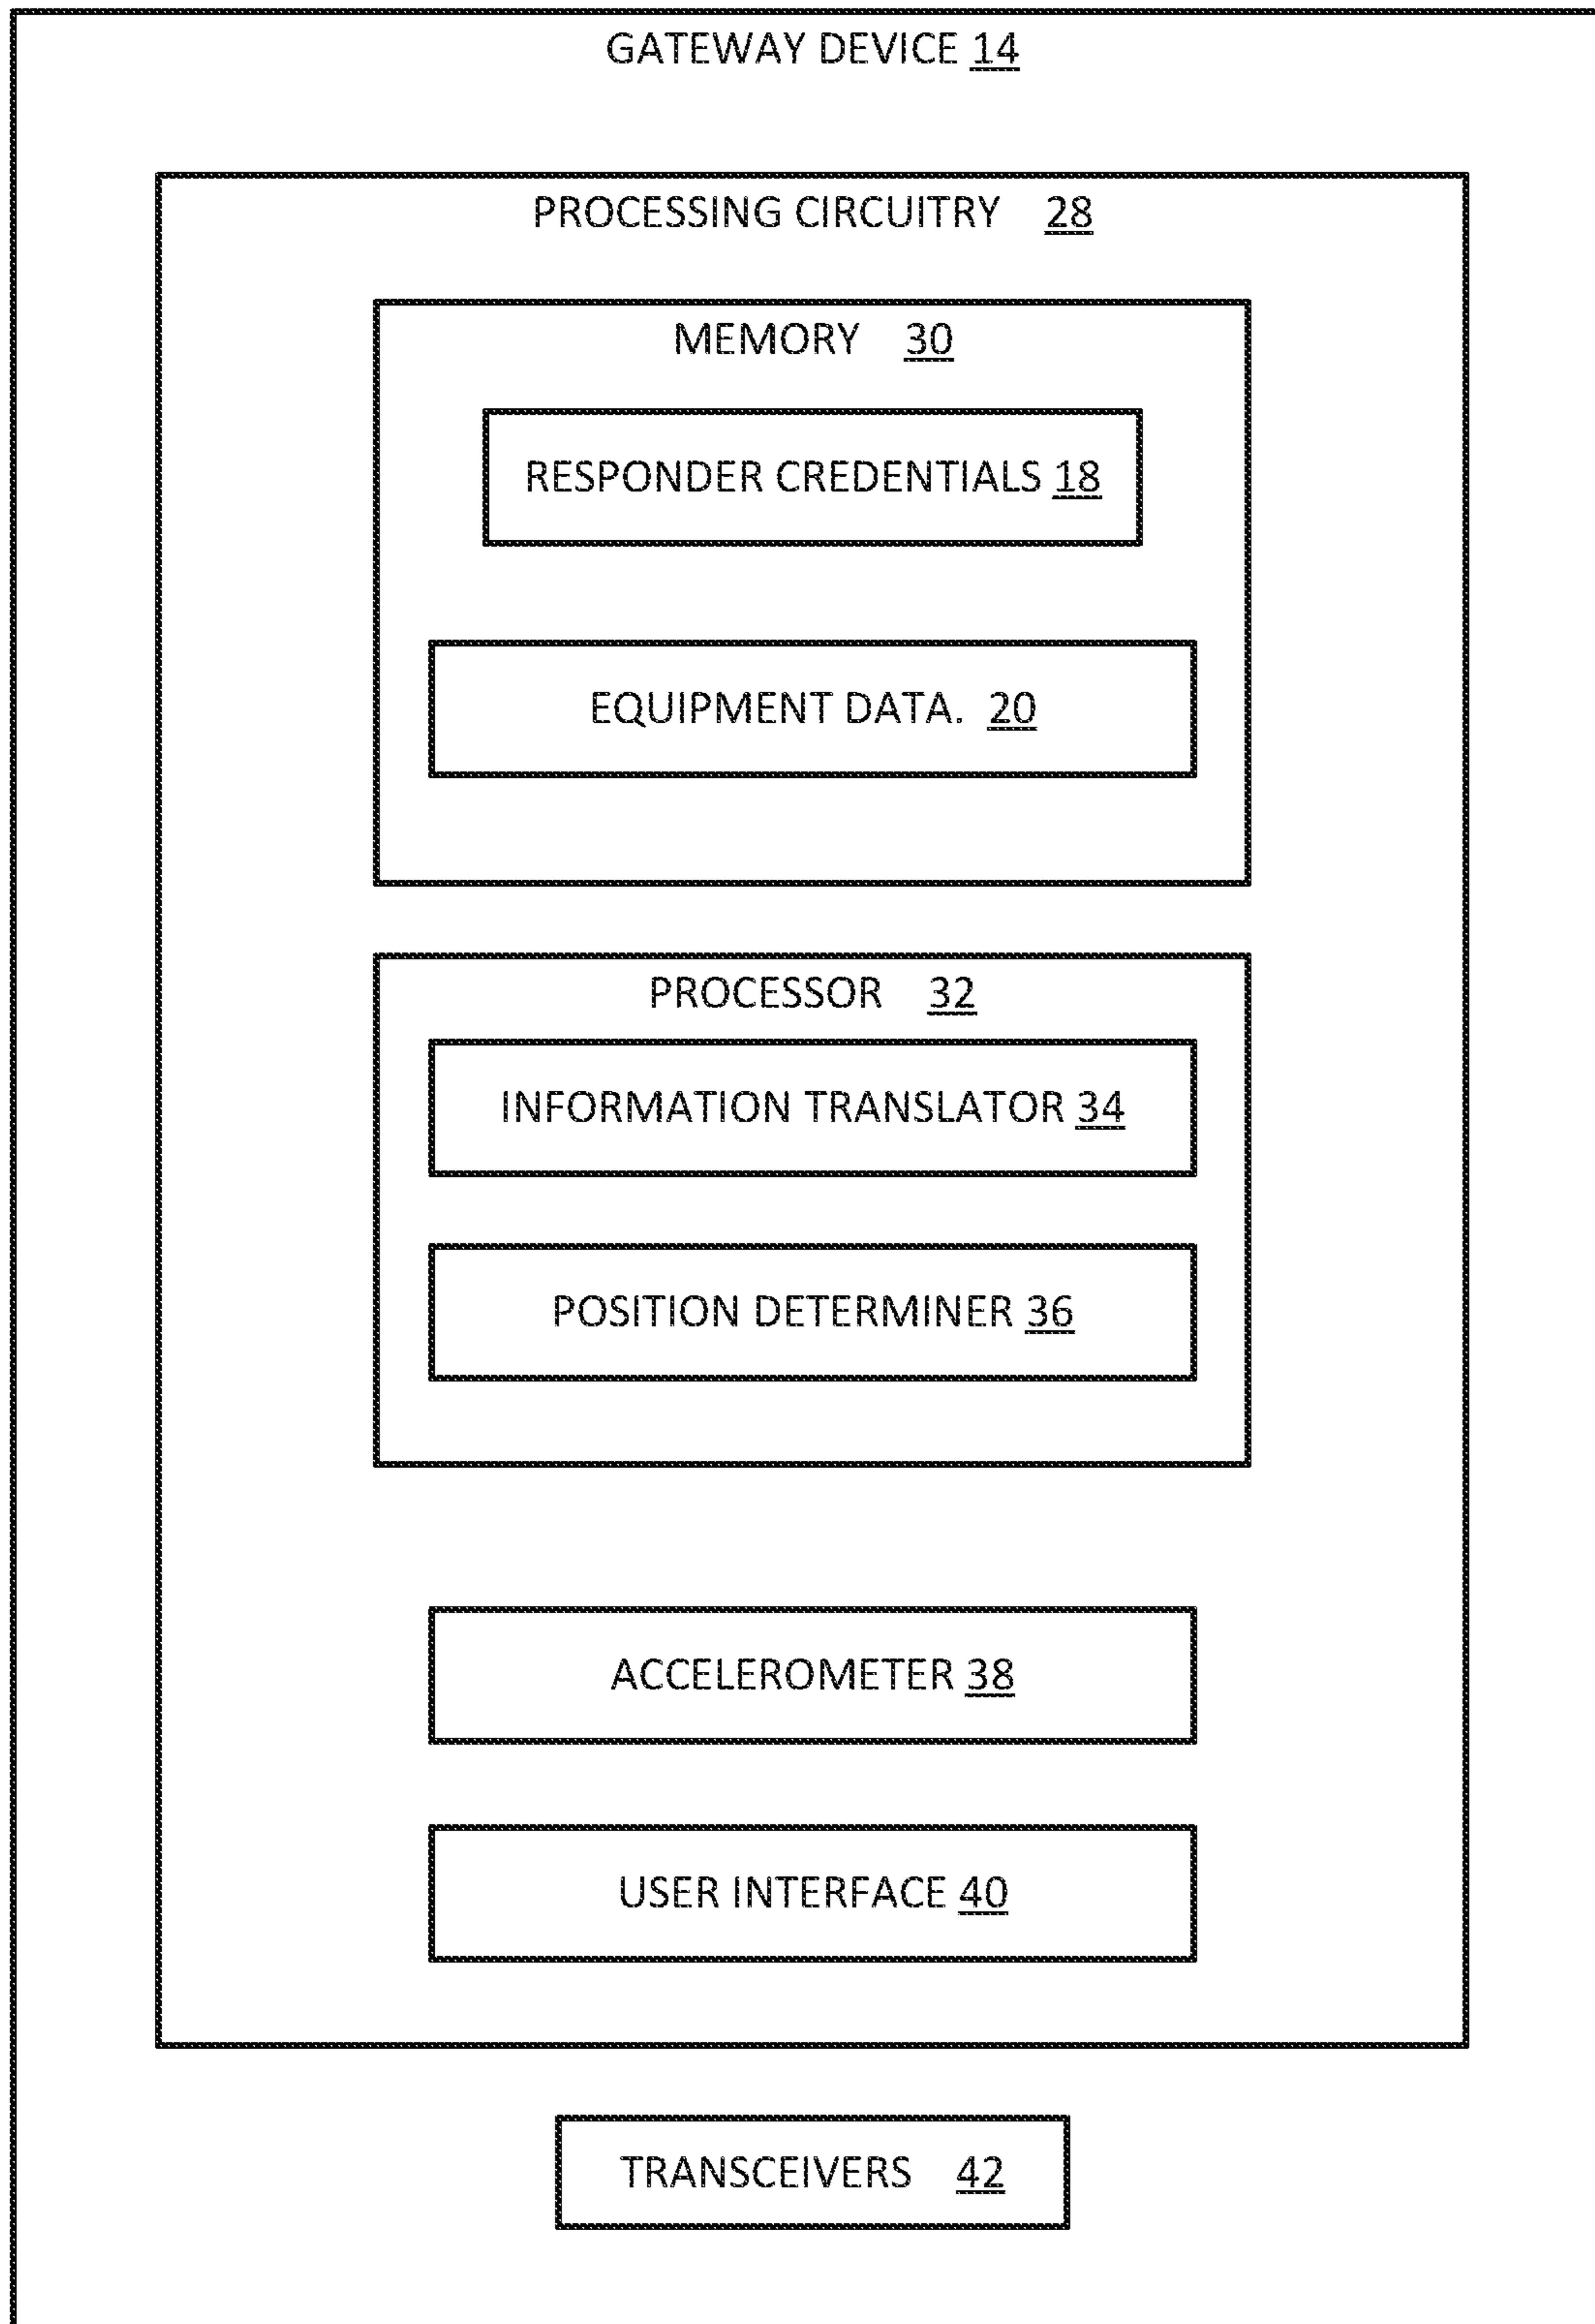 GATEWAY DEVICE 14
PROCESSING CIRCUITRY 28
MEMORY 30
RESPONDER CREDENTIALS 18
EQUIPMENT DATA. 20
PROCESSOR 32
INFORMATION TRANSLATOR 34
POSITION DETERMINER 36
ACCELEROMETER 38
USER INTERFACE 40
TRANSCEIVERS 42